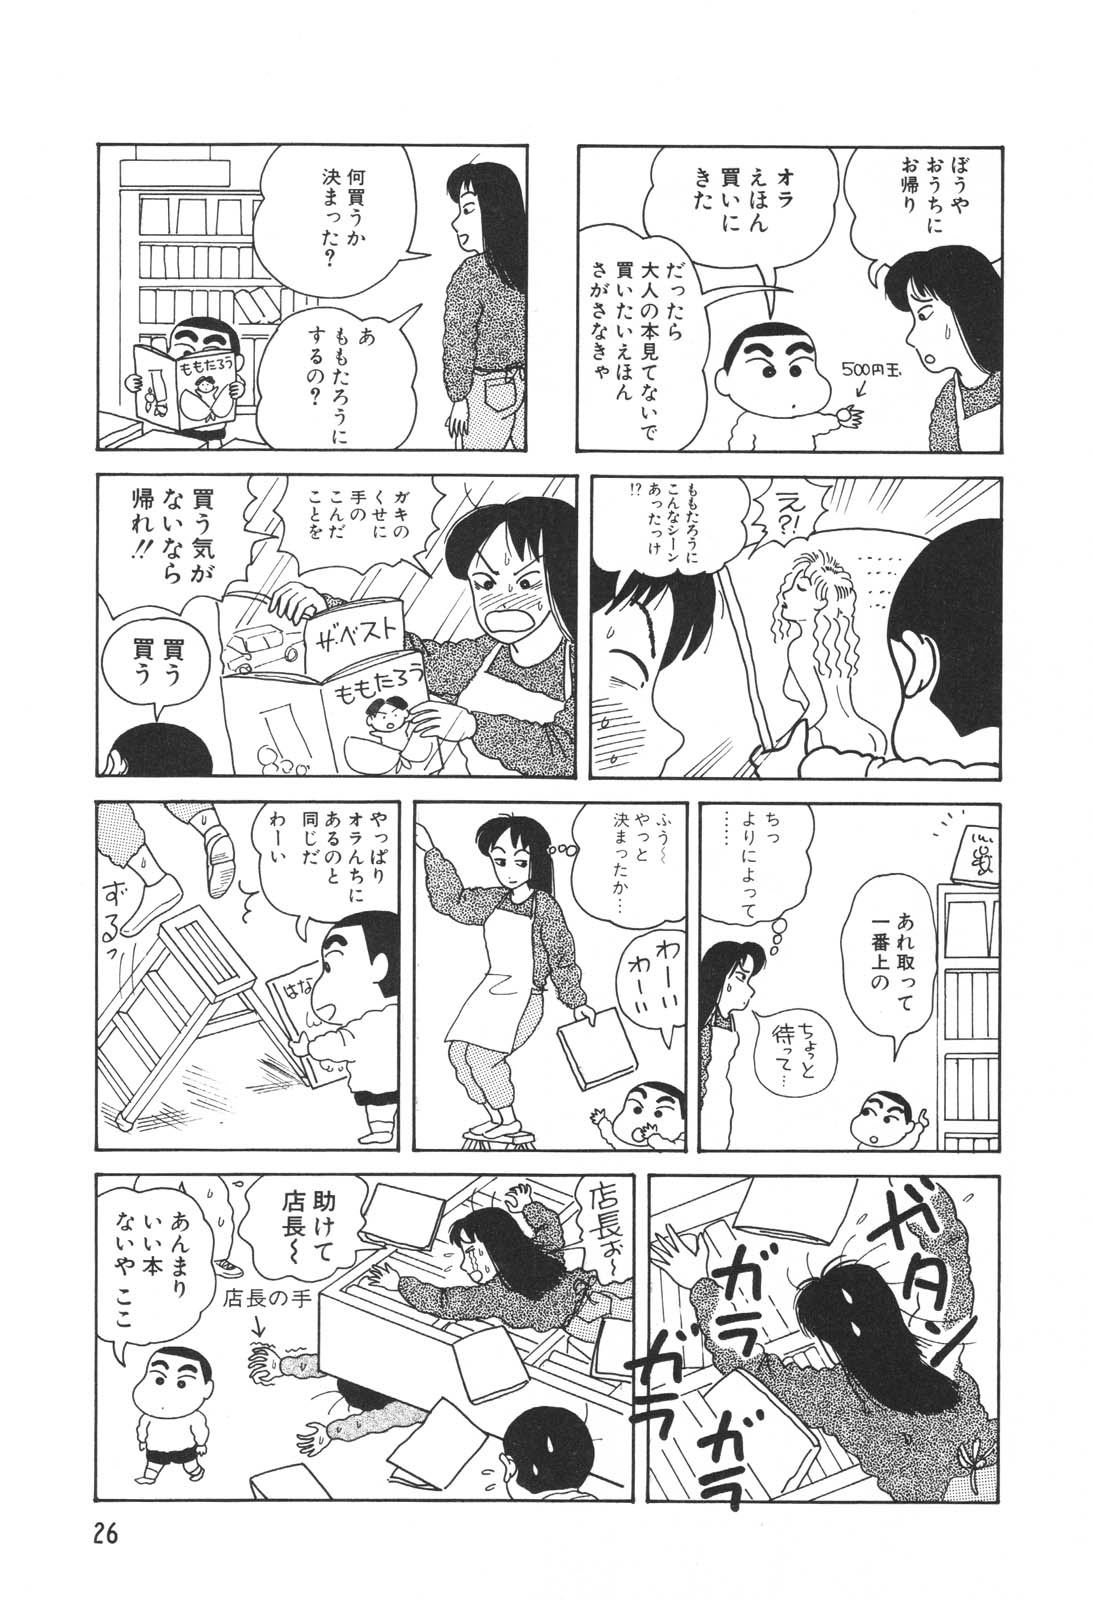 ぼうや
おうちに
お帰り
オラ
えほん
買いに
きた
500円玉
だったら
大人の本見てないで
買いたいえほん
さがさなきゃ
何買うか
決まった?
あ
ももたろうに
するの?
ももたろう
え?!
ももたろうに
こんなシーン
あったっけ
!?
ガキの
くせに
手の
こんだ
ことを
買う気が
ないなら
帰れ!!
ザ・ベスト
ももたろう
買う
買う
あれ取って
一番上の
ちっ
よりによって
……
ちょっと
待って…
ふう〜
やっと
決まったか…
わーい
わーい
やっぱり
オラんちに
あるのと
同じだ
わーい
はな
ずるっ
ガタン
ガラ
ガラ
ガラ
店長ぉ〜
助けて
店長〜
店長の手
あんまり
いい本
ないや ここ
26